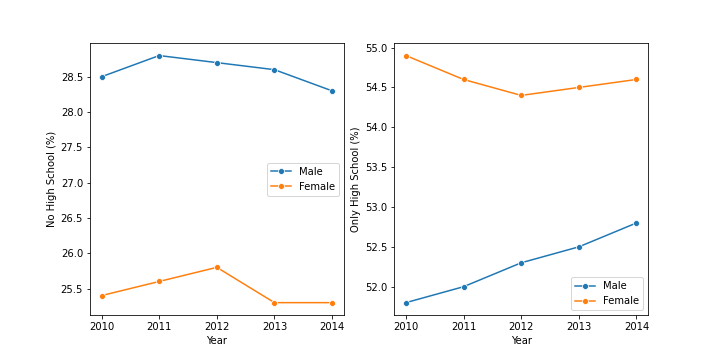 No High School (%)
28.5
28.0
27.5
27.0
26.5
26.0
25.5
2010 2011 2012 2013 2014
Year
Male
Female
Only High School (%)
55.0
54.5
54.0
53.5
53.0
52.5
52.0
2010 2011 2012 2013 2014
Year
Male
Female